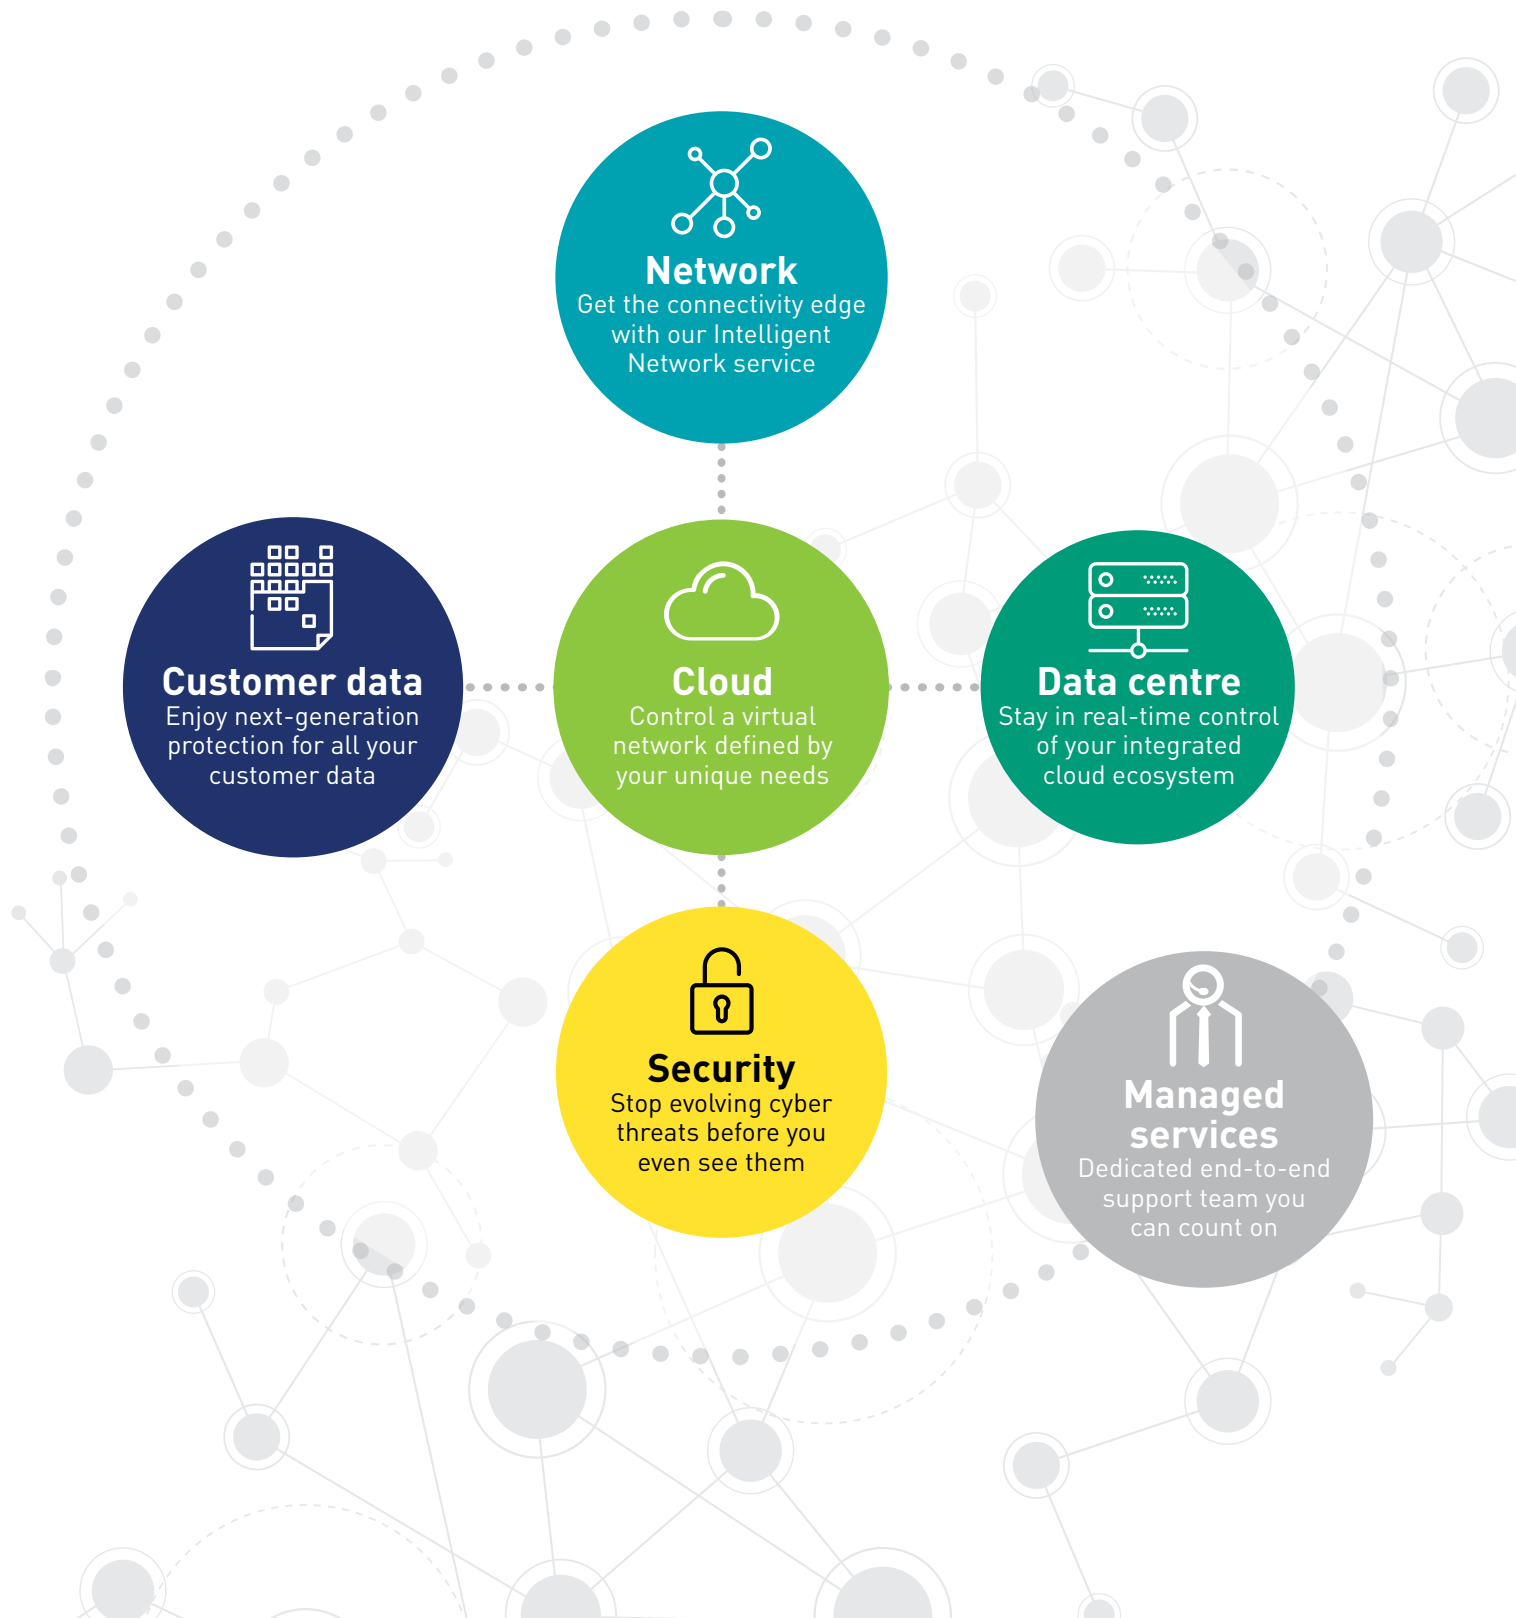 Network
Get the connectivity edge
with our Intelligent
Network service
Customer data
Enjoy next-generation
protection for all your
customer data
Cloud
Control a virtual
network defined by
your unique needs
Data centre
Stay in real-time control
of your integrated
cloud ecosystem
Security
Stop evolving cyber
threats before you
even see them
Managed
services
Dedicated end-to-end
support team you
can count on